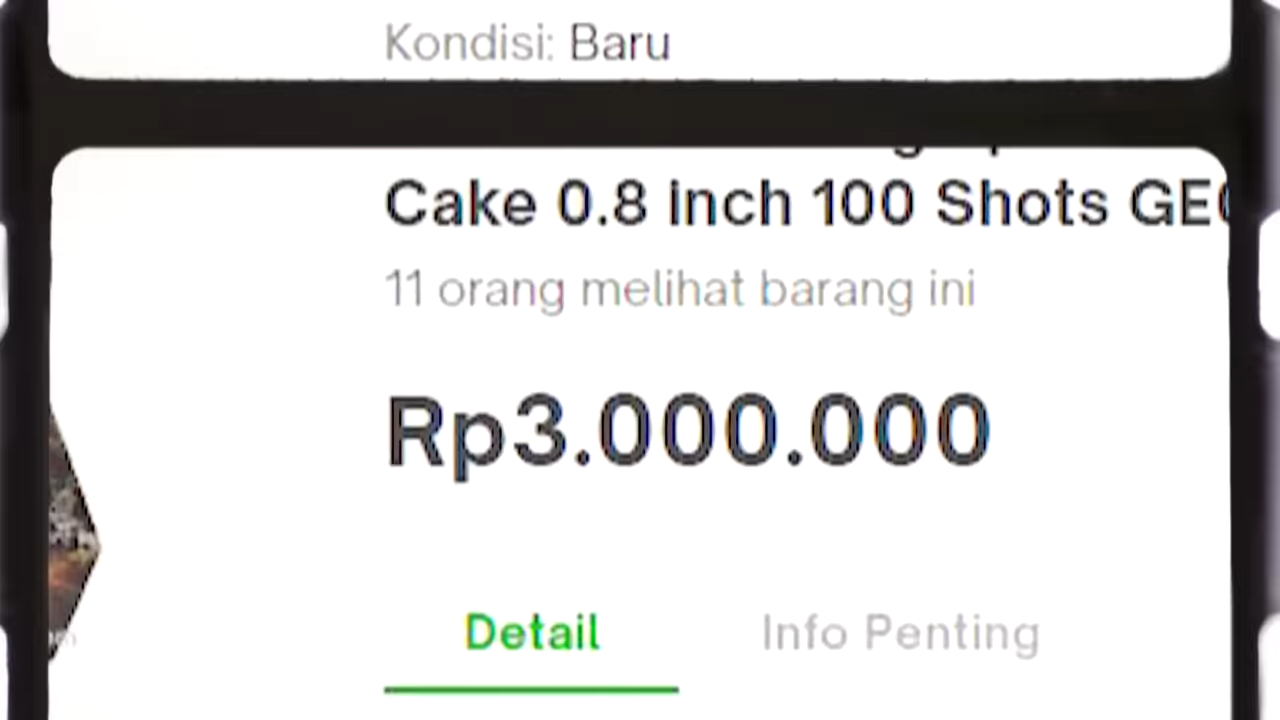 Kondisi: Baru
Cake 0.8 inch 100 Shots
11 orang melihat barang ini
Rp3.000.000
Detail Info Penting